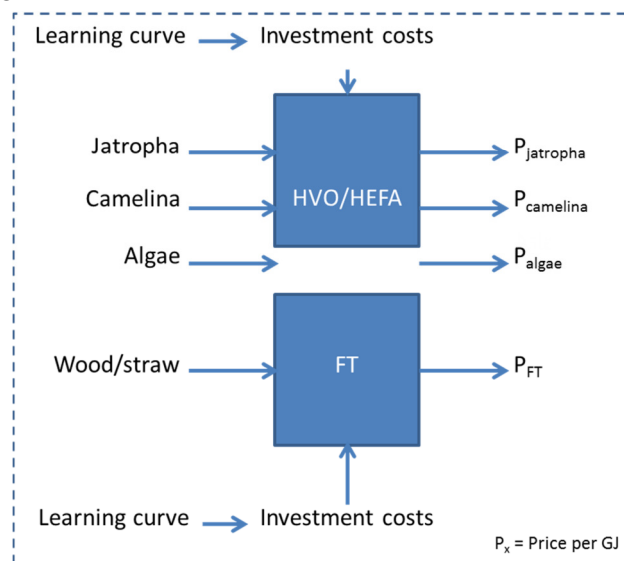 Learning curve Investment costs
Jatropha P_jatropha
Camelina HVO/HEFA P_camelina
Algae P_algae
Wood/straw FT P_FT
Learning curve Investment costs
P_x = Price per GJ